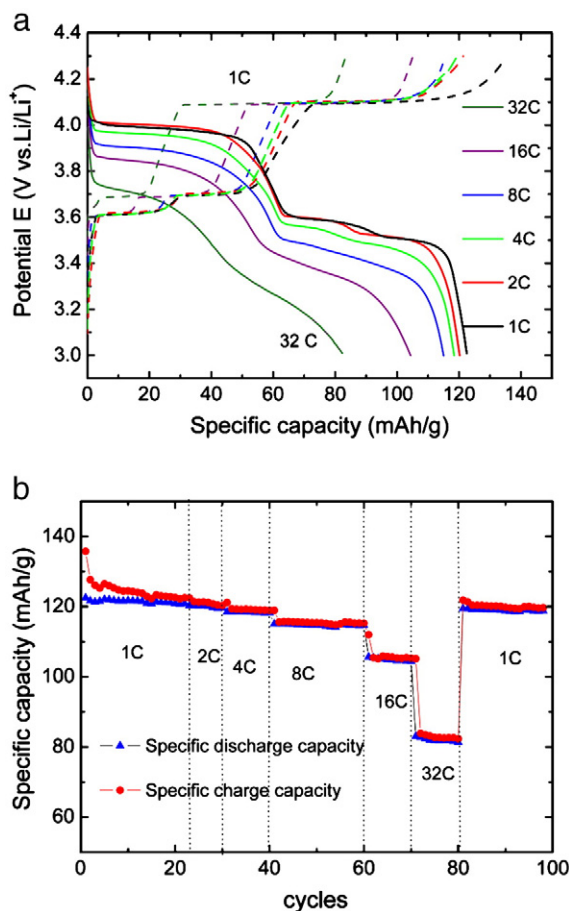 a
4.4
4.2
4.0
3.8
3.6
3.4
3.2
3.0
Potential E (V vs.Li/Li⁺)
1C
32 C
32C
16C
8C
4C
2C
1C
0 20 40 60 80 100 120 140
Specific capacity (mAh/g)
b
140
120
100
80
60
Specific capacity (mAh/g)
1C
2C
4C
8C
16C
32C
1C
Specific discharge capacity
Specific charge capacity
0 20 40 60 80 100
cycles